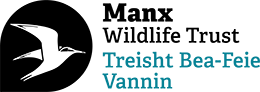 Manx
Wildlife Trust
Treisht Bea-Feie
Vannin